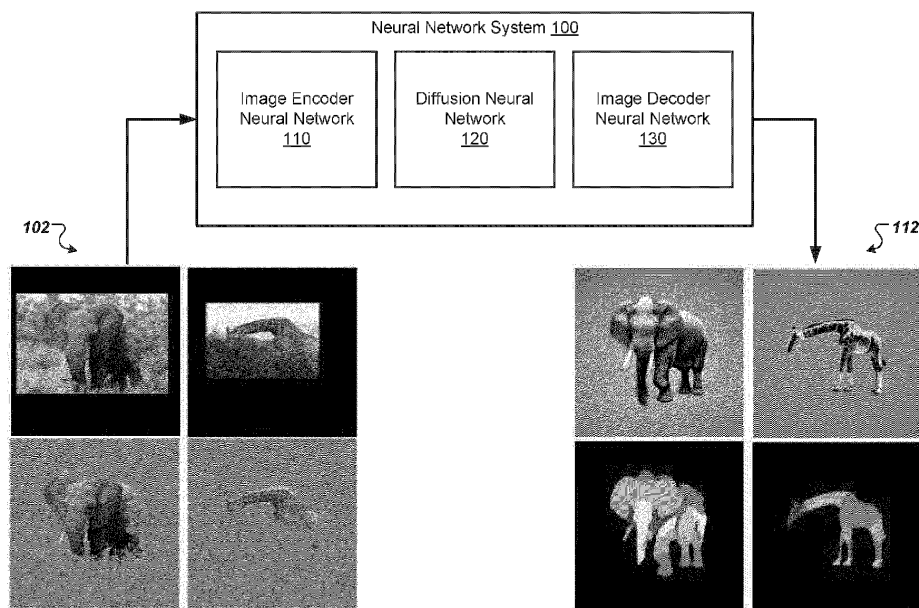 Neural Network System 100
Image Encoder
Neural Network
110
Diffusion Neural
Network
120
Image Decoder
Neural Network
130
102
112